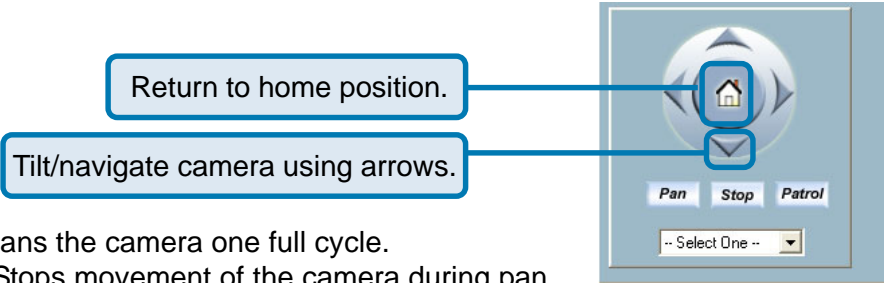 Return to home position.
Tilt/navigate camera using arrows.
Pan Stop Patrol
-- Select One --
ans the camera one full cycle.
Stops movement of the camera during pan